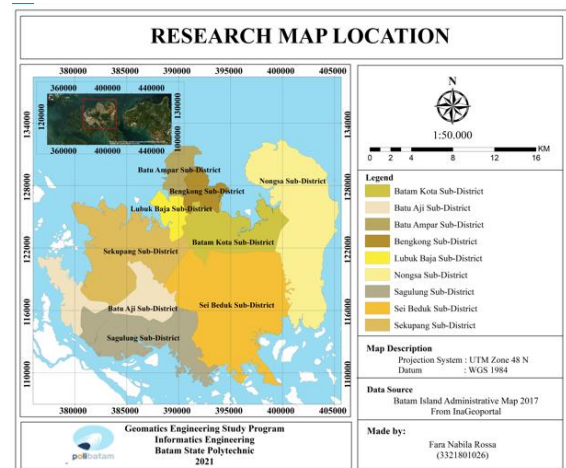 RESEARCH MAP LOCATION
380000 385000 390000 395000 400000 405000
360000 400000 440000
120000
130000
100000
360000 400000 440000
134000
128000
122000
116000
110000
134000
128000
122000
116000
110000
Batu Ampar Sub-District
Bengkong Sub-District
Nongsa Sub-District
Lubuk Baja Sub-District
Batam Kota Sub-District
Sekupang Sub-District
Sei Beduk Sub-District
Batu Aji Sub-District
Sagulung Sub-District
380000 385000 390000 395000 400000 405000
N
1:50.000
KM
0 2 4 8 12 16
Legend
Batam Kota Sub-District
Batu Aji Sub-District
Batu Ampar Sub-District
Bengkong Sub-District
Lubuk Baja Sub-District
Nongsa Sub-District
Sagulung Sub-District
Sei Beduk Sub-District
Sekupang Sub-District
Map Description
Projection System : UTM Zone 48 N
Datum : WGS 1984
Data Source
Batam Island Administrative Map 2017
From InaGeoportal
Made by:
Fara Nabila Rossa
(3321801026)
polibatam
Geomatics Engineering Study Program
Informatics Engineering
Batam State Polytechnic
2021